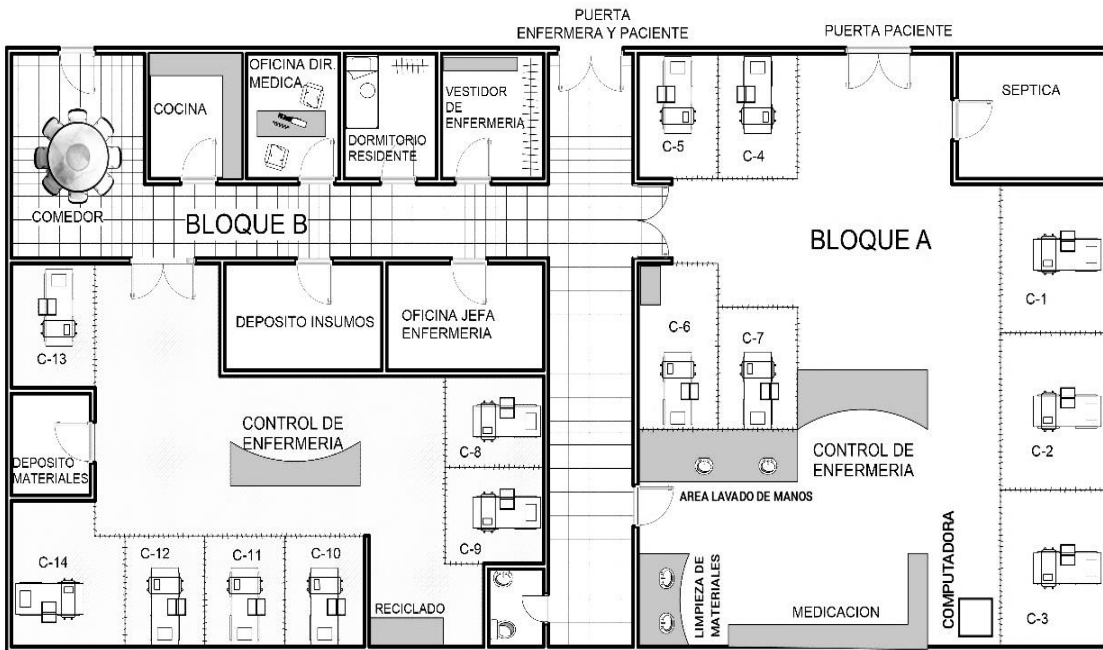 PUERTA
ENFERMERA Y PACIENTE
PUERTA PACIENTE
OFICINA DIR.
MEDICA
COCINA
VESTIDOR
DE
ENFERMERIA
DORMITORIO
RESIDENTE
C-5
C-4
SEPTICA
COMEDOR
BLOQUE B
BLOQUE A
C-1
DEPOSITO INSUMOS
OFICINA JEFA
ENFERMERIA
C-6
C-7
C-13
CONTROL DE
ENFERMERIA
C-8
CONTROL DE
ENFERMERIA
C-2
DEPOSITO
MATERIALES
AREA LAVADO DE MANOS
C-9
C-14
C-12
C-11
C-10
RECICLADO
LIMPIEZA DE
MATERIALES
MEDICACION
COMPUTADORA
C-3